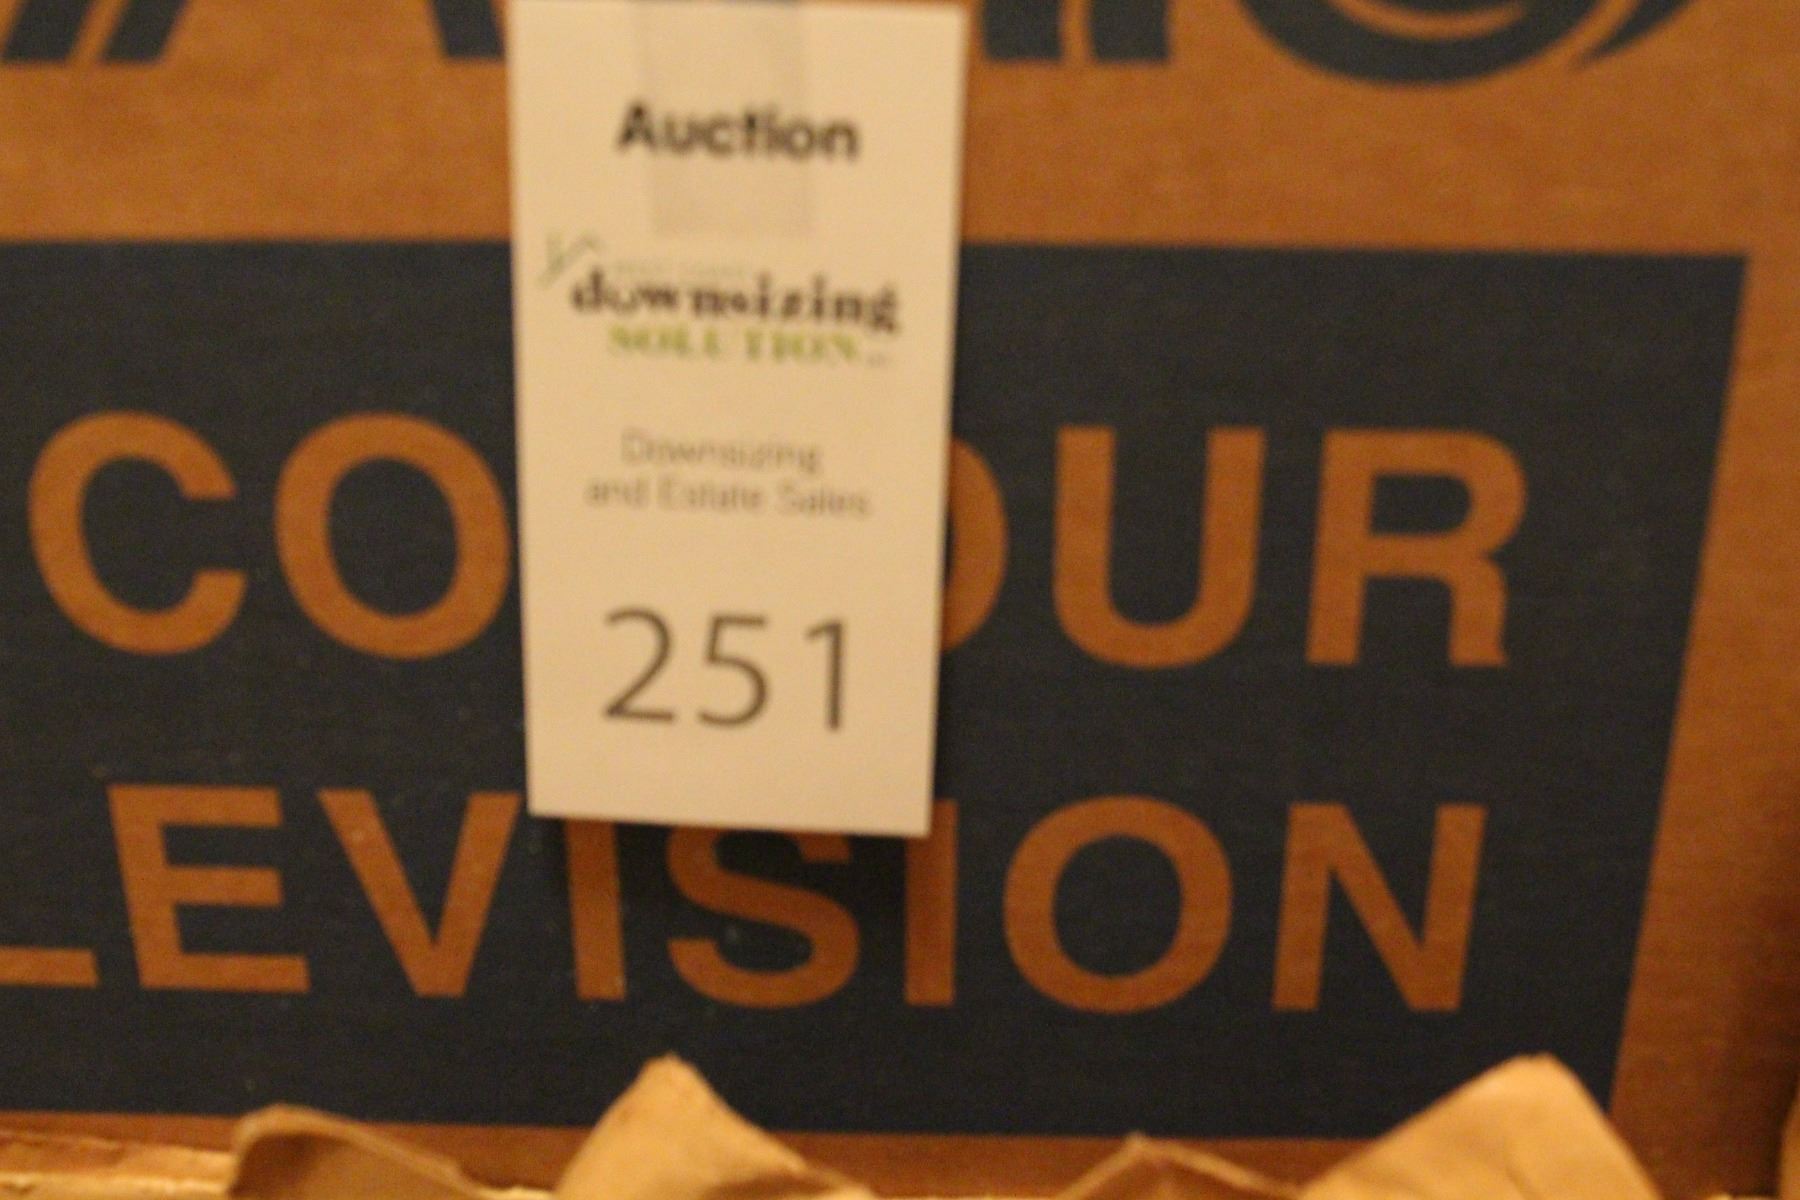 Auction
downsizing
SOLUTION
Downsizing
and Estate Sales
251
CO OUR
LEVISION